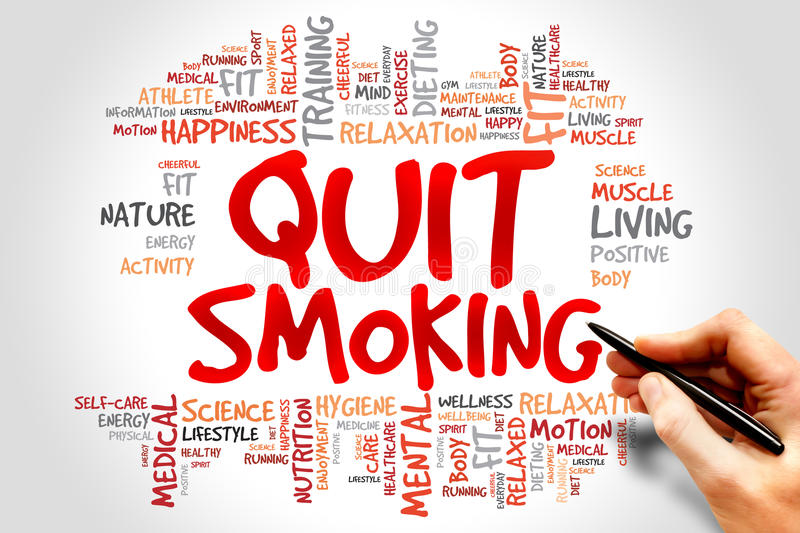 SCIENCE
BODY
RUNNING
SPORT
MEDICAL
FIT
ENJOYMENT
RELAXED
ATHLETE
INFORMATION
LIFESTYLE
ENVIRONMENT
MOTION
HAPPINESS
TRAINING
CHEERFUL
SCIENCE
DIET
EVERYDAY
MIND
FITNESS
EXERCISE
RELAXATION
DIETING
GYM
ATHLETE
MAINTENANCE
MENTAL
LIFESTYLE
HAPPY
HAPPINESS
BODY
FIT
NATURE
HEALTHCARE
SCIENCE
LIFESTYLE
HEALTHY
ACTIVITY
LIVING
SPIRIT
MUSCLE
CHEERFUL
FIT
NATURE
ENERGY
ACTIVITY
QUIT
SMOKING
SCIENCE
MUSCLE
LIVING
POSITIVE
BODY
SELF-CARE
ENERGY
PHYSICAL
ENERGY
POSITIVE
MEDICAL
SCIENCE
LIFESTYLE
HEALTHY
SPIRIT
DIET
RUNNING
HAPPINESS
NUTRITION
HYGIENE
ENJOYMENT
POSITIVE
MEDICINE
LIFESTYLE
CARE
HEALTHCARE
MENTAL
WELLNESS
WELLBEING
SPIRIT
DIET
BODY
FIT
RUNNING
CHEERFUL
EVERYDAY
RELAXED
RELAXATI
MOTION
DIETING
MEDICAL
LIFESTYLE
RUNNING
CHEERFUL
POSITIVE
dreamstime